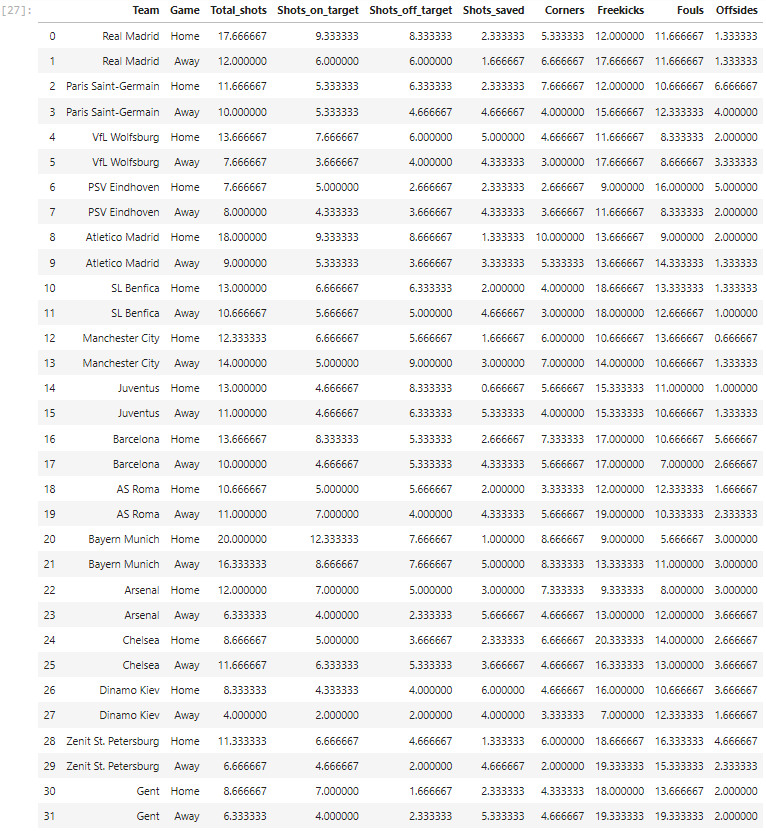 [27]: Team Game Total_shots Shots_on_target Shots_off_target Shots_saved Corners Freekicks Fouls Offsides
0 Real Madrid Home 17.666667 9.333333 8.333333 2.333333 5.333333 12.000000 11.666667 1.333333
1 Real Madrid Away 12.000000 6.000000 6.000000 1.666667 6.666667 17.666667 11.666667 1.333333
2 Paris Saint-Germain Home 11.666667 5.333333 6.333333 2.333333 7.666667 12.000000 10.666667 6.666667
3 Paris Saint-Germain Away 10.000000 5.333333 4.666667 4.666667 4.000000 15.666667 12.333333 4.000000
4 VfL Wolfsburg Home 13.666667 7.666667 6.000000 5.000000 4.666667 11.666667 8.333333 2.000000
5 VfL Wolfsburg Away 7.666667 3.666667 4.000000 4.333333 3.000000 17.666667 8.666667 3.333333
6 PSV Eindhoven Home 7.666667 5.000000 2.666667 2.333333 2.666667 9.000000 16.000000 5.000000
7 PSV Eindhoven Away 8.000000 4.333333 3.666667 4.333333 3.666667 11.666667 8.333333 2.000000
8 Atletico Madrid Home 18.000000 9.333333 8.666667 1.333333 10.000000 13.666667 9.000000 2.000000
9 Atletico Madrid Away 9.000000 5.333333 3.666667 3.333333 5.333333 13.666667 14.333333 1.333333
10 SL Benfica Home 13.000000 6.666667 6.333333 2.000000 4.000000 18.666667 13.333333 1.333333
11 SL Benfica Away 10.666667 5.666667 5.000000 4.666667 3.000000 18.000000 12.666667 1.000000
12 Manchester City Home 12.333333 6.666667 5.666667 1.666667 6.000000 10.666667 13.666667 0.666667
13 Manchester City Away 14.000000 5.000000 9.000000 3.000000 7.000000 14.000000 10.666667 1.333333
14 Juventus Home 13.000000 4.666667 8.333333 0.666667 5.666667 15.333333 11.000000 1.000000
15 Juventus Away 11.000000 4.666667 6.333333 5.333333 4.000000 15.333333 10.666667 1.333333
16 Barcelona Home 13.666667 8.333333 5.333333 2.666667 7.333333 17.000000 10.666667 5.666667
17 Barcelona Away 10.000000 4.666667 5.333333 4.333333 5.666667 17.000000 7.000000 2.666667
18 AS Roma Home 10.666667 5.000000 5.666667 2.000000 3.333333 12.000000 12.333333 1.666667
19 AS Roma Away 11.000000 7.000000 4.000000 4.333333 5.666667 19.000000 10.333333 2.333333
20 Bayern Munich Home 20.000000 12.333333 7.666667 1.000000 8.666667 9.000000 5.666667 3.000000
21 Bayern Munich Away 16.333333 8.666667 7.666667 5.000000 8.333333 13.333333 11.000000 3.000000
22 Arsenal Home 12.000000 7.000000 5.000000 3.000000 7.333333 9.333333 8.000000 3.000000
23 Arsenal Away 6.333333 4.000000 2.333333 5.666667 4.666667 13.000000 12.000000 3.666667
24 Chelsea Home 8.666667 5.000000 3.666667 2.333333 6.666667 20.333333 14.000000 2.666667
25 Chelsea Away 11.666667 6.333333 5.333333 3.666667 4.666667 16.333333 13.000000 3.666667
26 Dinamo Kiev Home 8.333333 4.333333 4.000000 6.000000 4.666667 16.000000 10.666667 3.666667
27 Dinamo Kiev Away 4.000000 2.000000 2.000000 4.000000 3.333333 7.000000 12.333333 1.666667
28 Zenit St. Petersburg Home 11.333333 6.666667 4.666667 1.333333 6.000000 18.666667 16.333333 4.666667
29 Zenit St. Petersburg Away 6.666667 4.666667 2.000000 4.666667 2.000000 19.333333 15.333333 2.333333
30 Gent Home 8.666667 7.000000 1.666667 2.333333 4.333333 18.000000 13.666667 2.000000
31 Gent Away 6.333333 4.000000 2.333333 5.333333 4.666667 19.333333 19.333333 2.000000